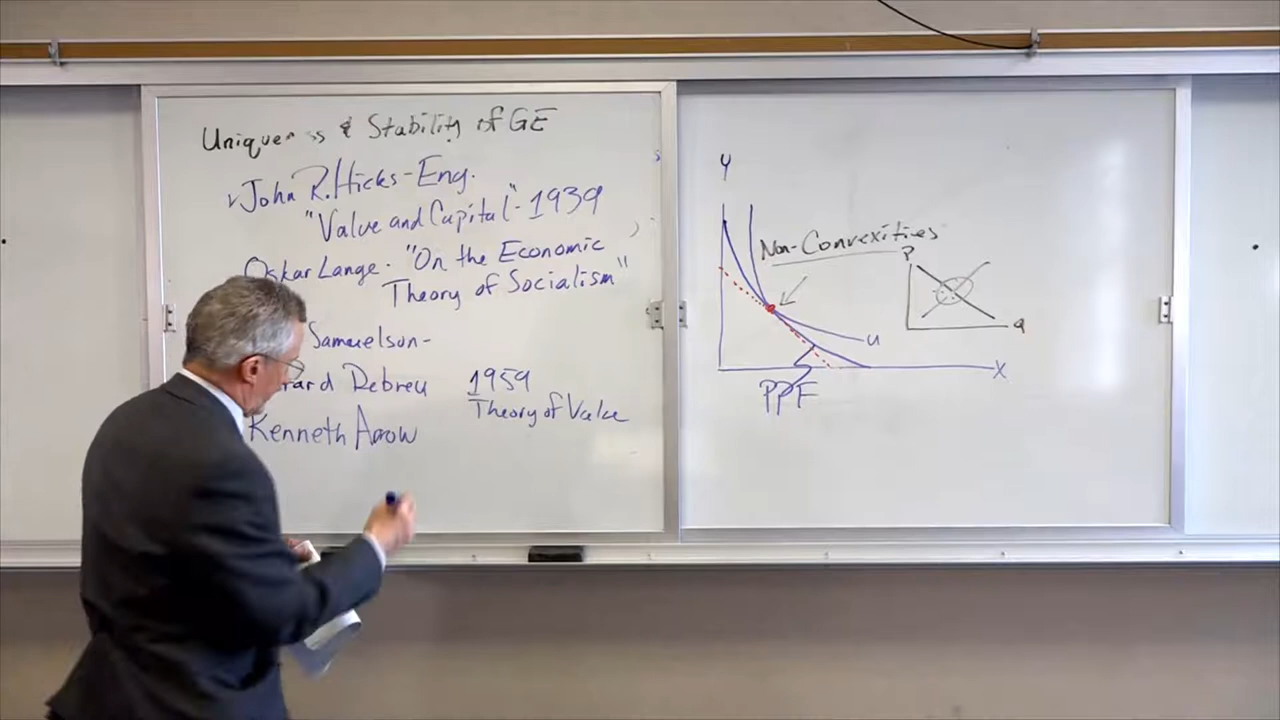 Uniqueness & Stability of GE
John R. Hicks - Eng.
"Value and Capital" - 1939
Oskar Lange. "On the Economic
Theory of Socialism"
Samuelson-
Debreu 1959
Theory of Value
Kenneth Arrow
Y
Non-Convexitives
P
Q
U
X
PPF